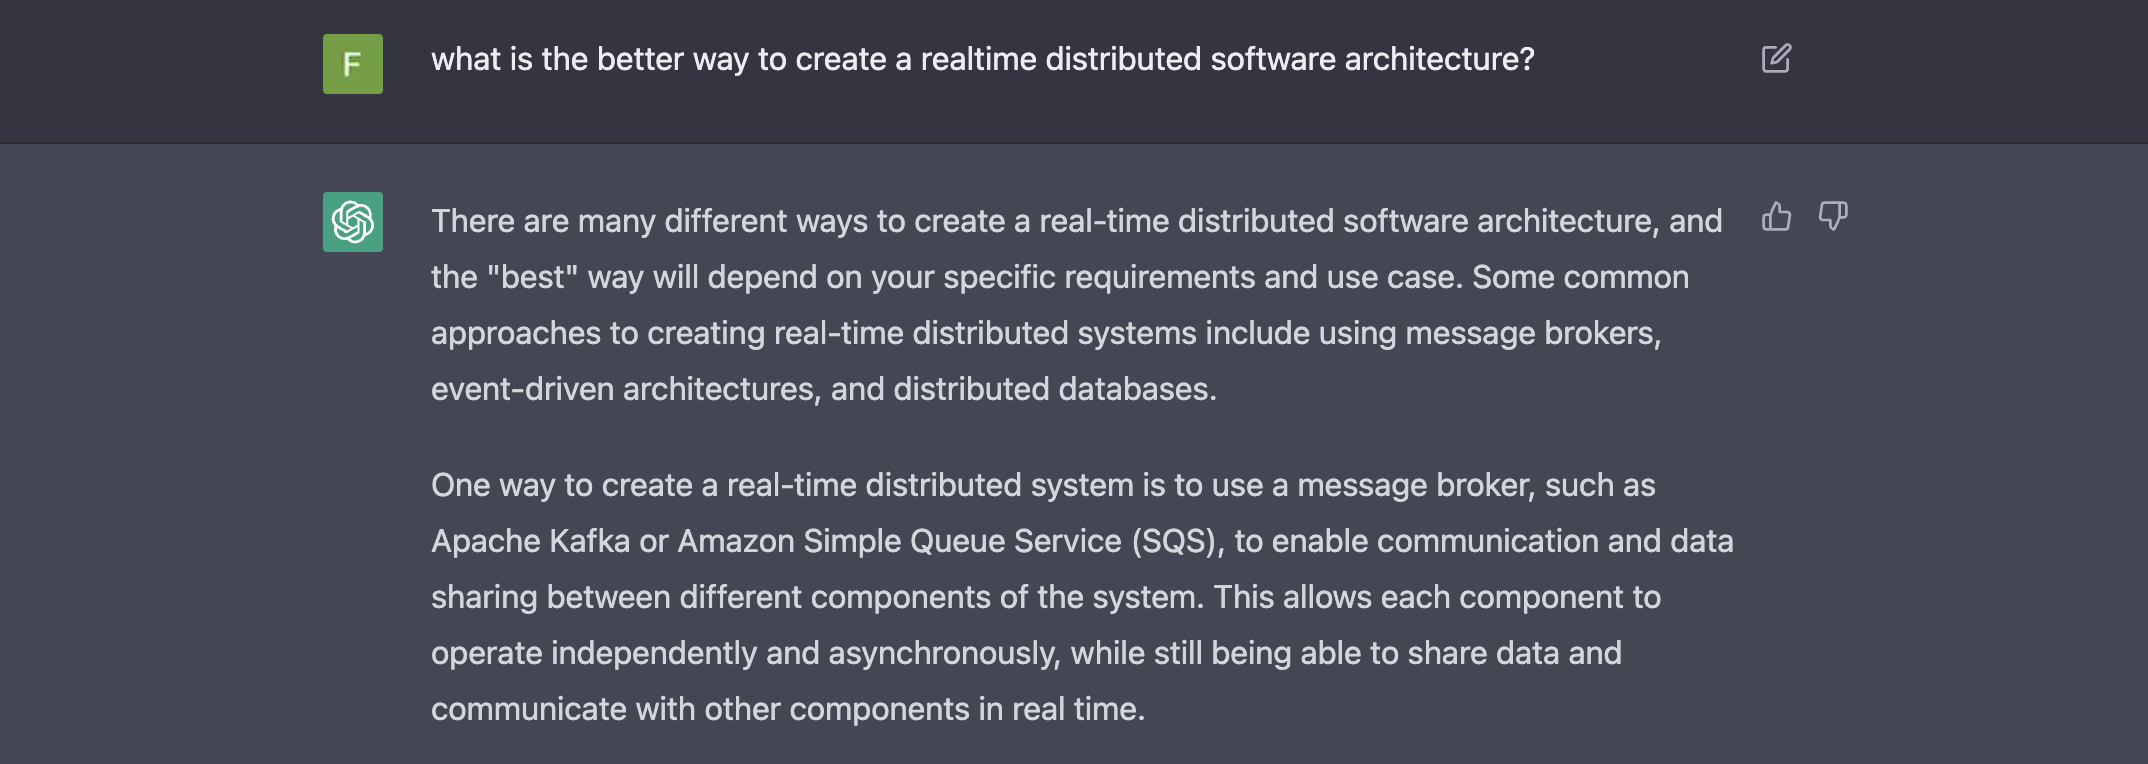 F
what is the better way to create a realtime distributed software architecture?
There are many different ways to create a real-time distributed software architecture, and
the "best" way will depend on your specific requirements and use case. Some common
approaches to creating real-time distributed systems include using message brokers,
event-driven architectures, and distributed databases.
One way to create a real-time distributed system is to use a message broker, such as
Apache Kafka or Amazon Simple Queue Service (SQS), to enable communication and data
sharing between different components of the system. This allows each component to
operate independently and asynchronously, while still being able to share data and
communicate with other components in real time.